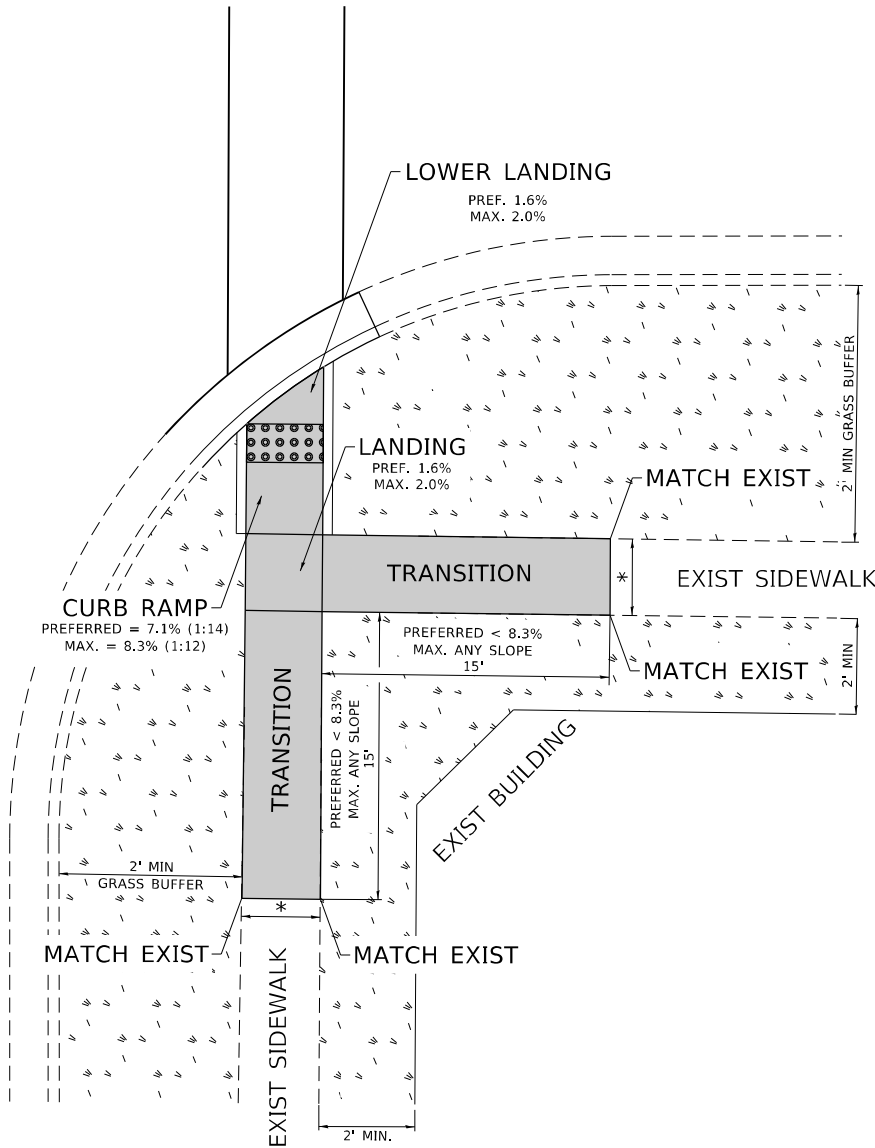 LOWER LANDING
PREF. 1.6%
MAX. 2.0%
2' MIN GRASS BUFFER
LANDING
PREF. 1.6%
MAX. 2.0%
MATCH EXIST
TRANSITION
*
EXIST SIDEWALK
CURB RAMP
PREFERRED = 7.1% (1:14)
MAX. = 8.3% (1:12)
PREFERRED < 8.3%
MAX. ANY SLOPE
15'
MATCH EXIST
2' MIN
TRANSITION
PREFERRED < 8.3%
MAX. ANY SLOPE
15'
EXIST BUILDING
2' MIN
GRASS BUFFER
*
MATCH EXIST
MATCH EXIST
EXIST SIDEWALK
2' MIN.